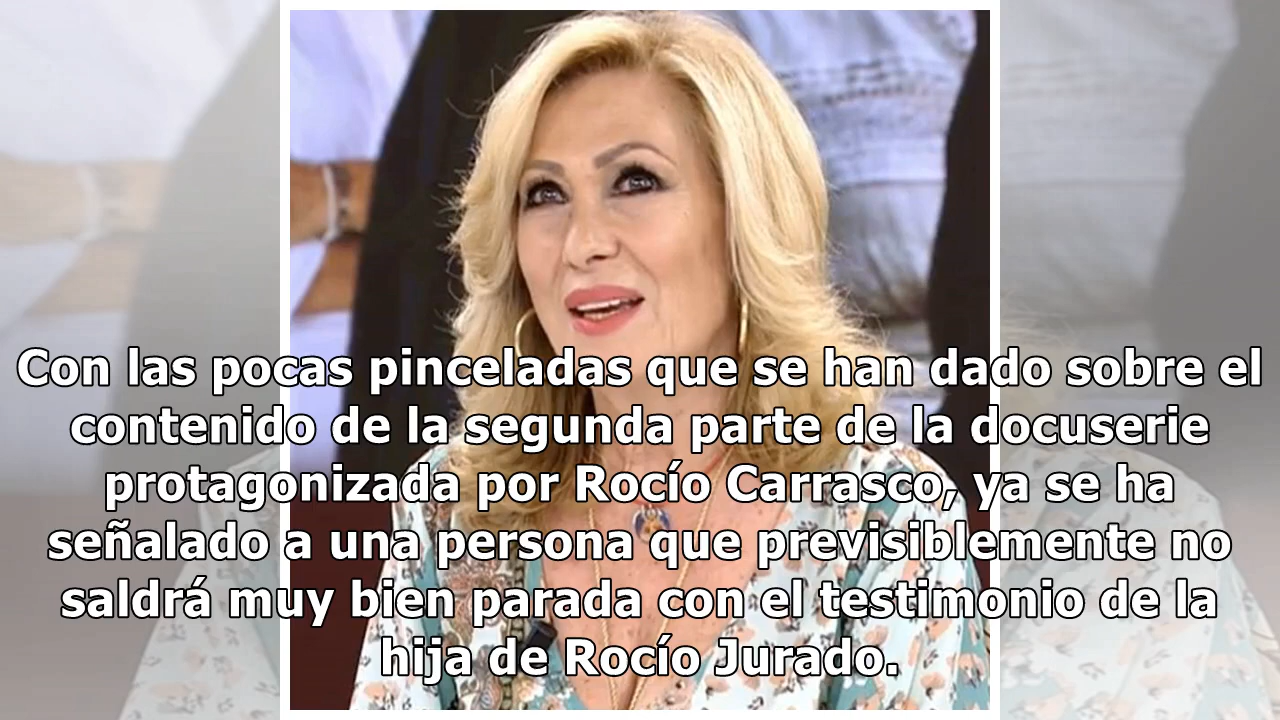 Con las pocas pinceladas que se han dado sobre el
contenido de la segunda parte de la docuserie
protagonizada por Rocío Carrasco, ya se ha
señalado a una persona que previsiblemente no
saldrá muy bien parada con el testimonio de la
hija de Rocío Jurado.